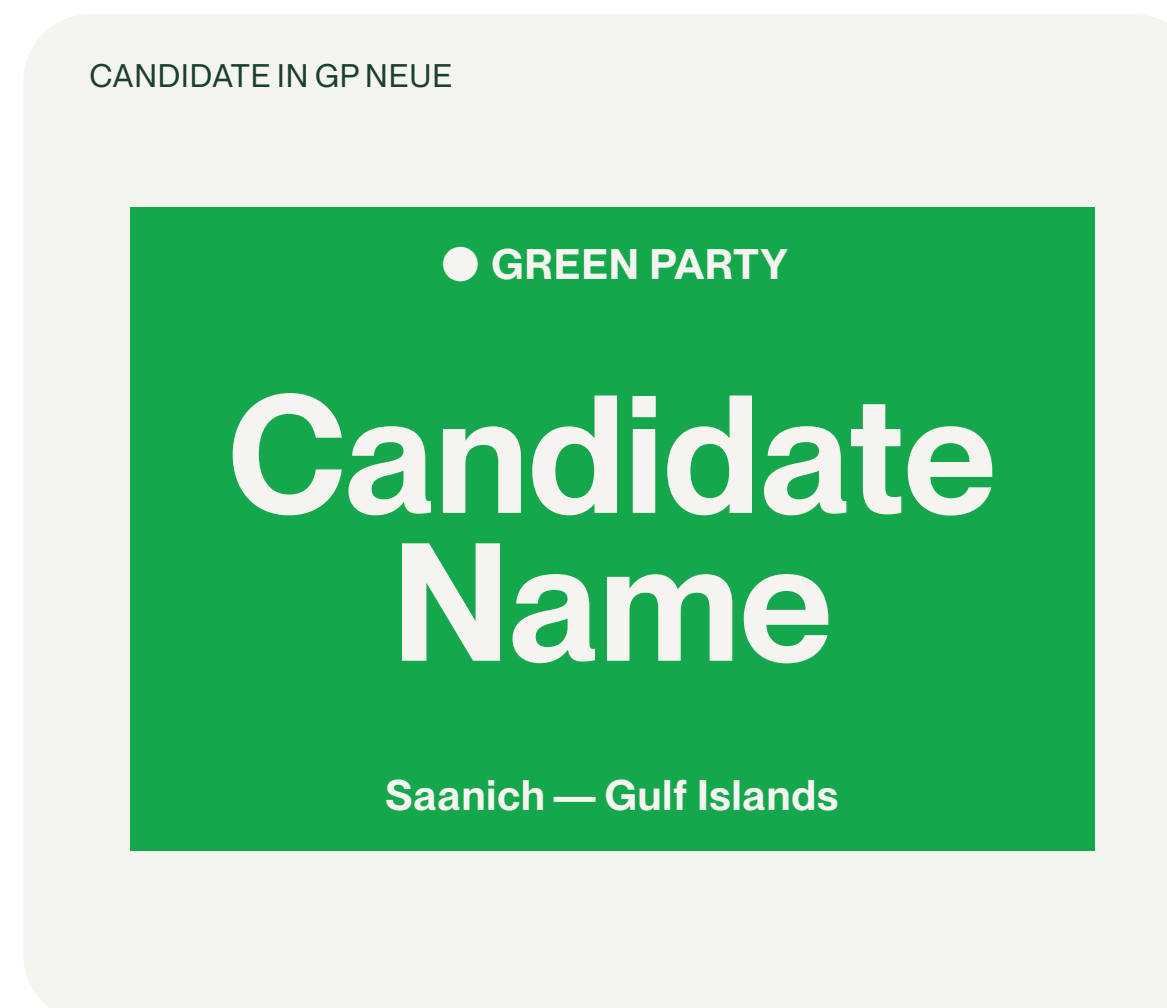 CANDIDATE IN GP NEUE
GREEN PARTY
Candidate
Name
Saanich — Gulf Islands